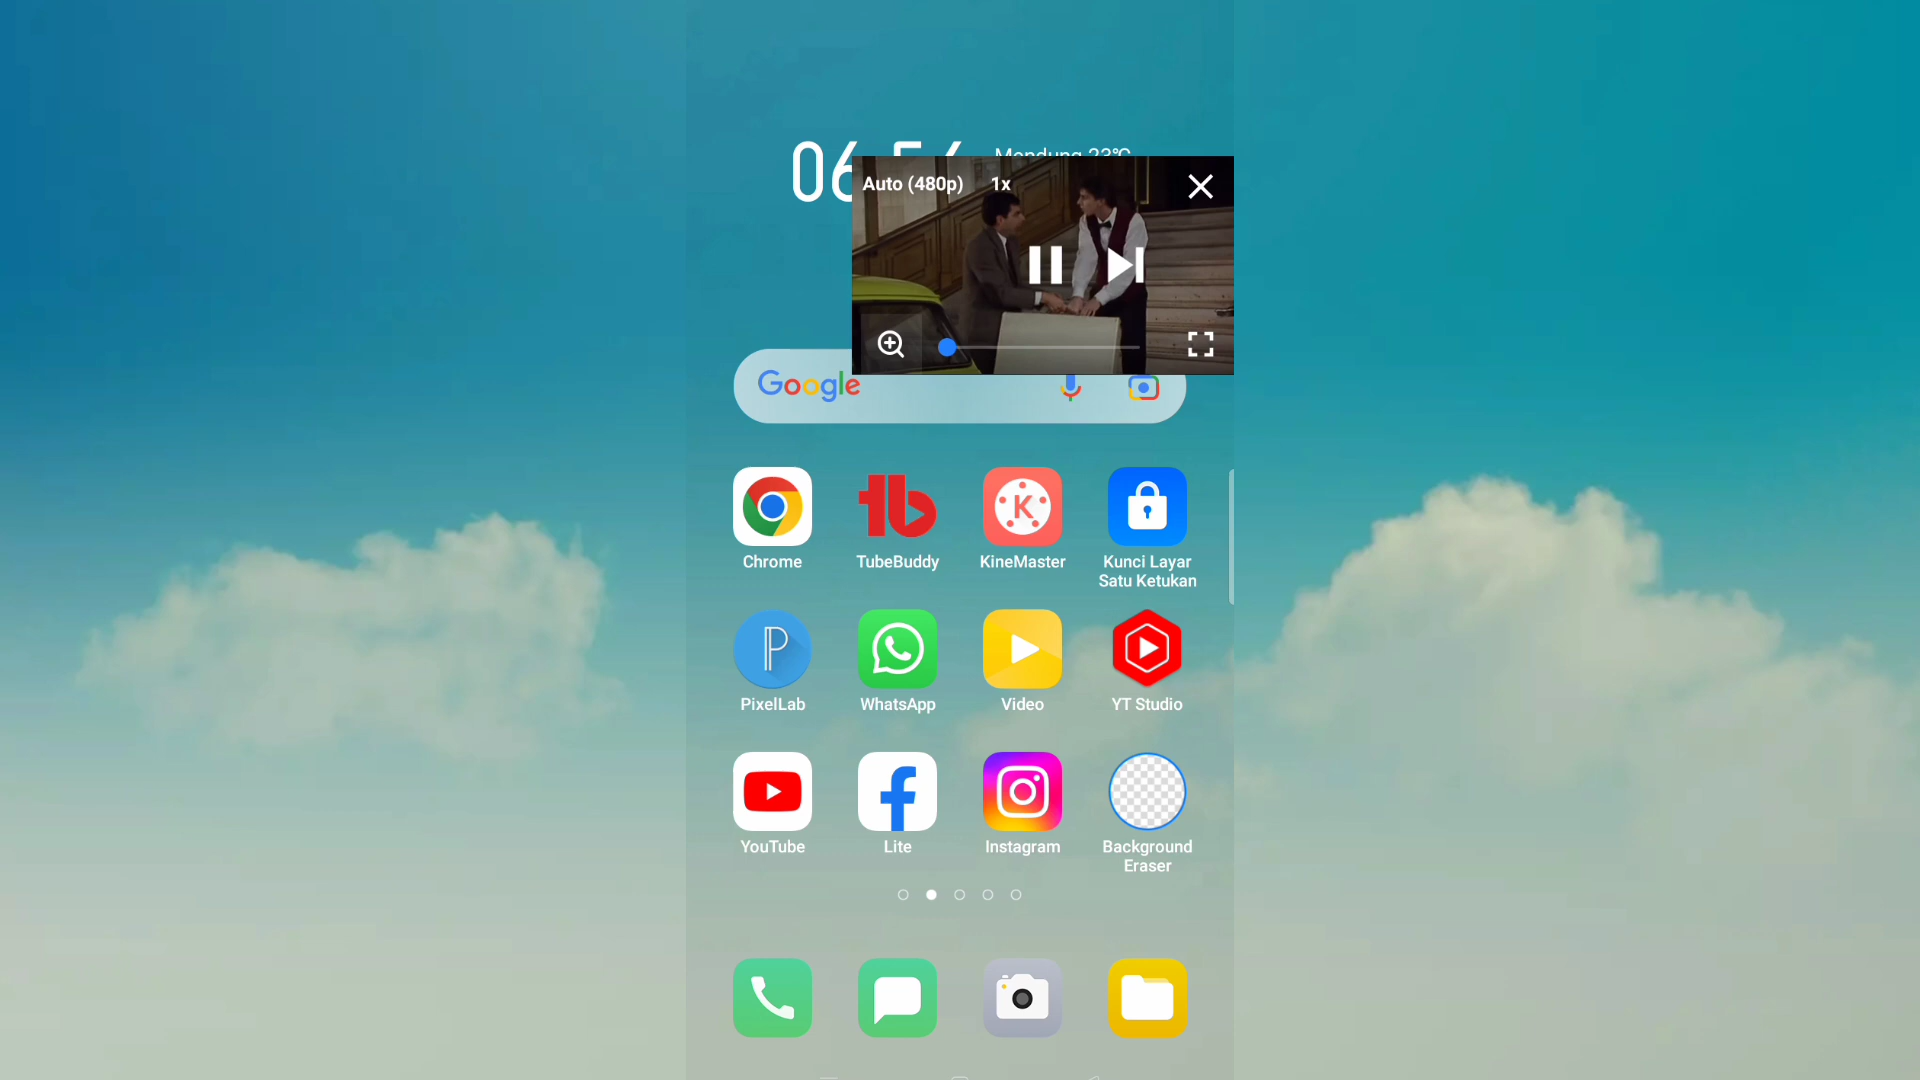 Auto (480p) 1x
Google
Chrome
TubeBuddy
KineMaster
Kunci Layar
Satu Ketukan
PixelLab
WhatsApp
Video
YT Studio
YouTube
Lite
Instagram
Background
Eraser